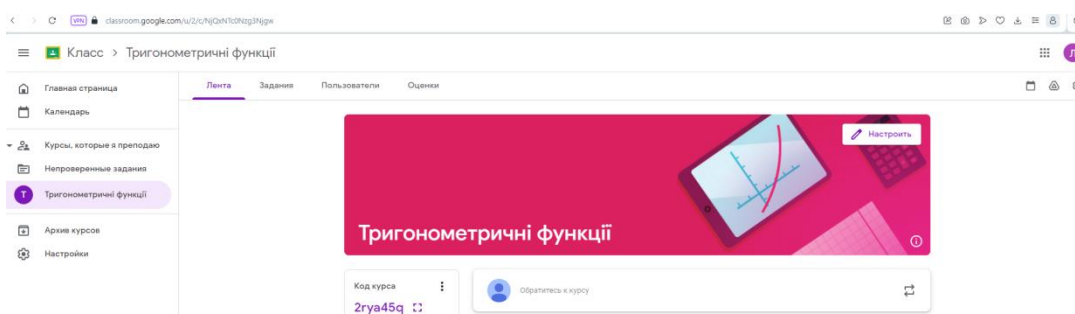 VPN classroom.google.com/u/2/c/NjQxNTc0Nzg3Njgw
Класс > Тригонометричні функції
Главная страница
Календарь
Курсы, которые я преподаю
Непроверенные задания
Т Тригонометричні функції
Архив курсов
Настройки
Лента Задания Пользователи Оценки
Настроить
Тригонометричні функції
Код курса
2rya45q
Обратитесь к курсу